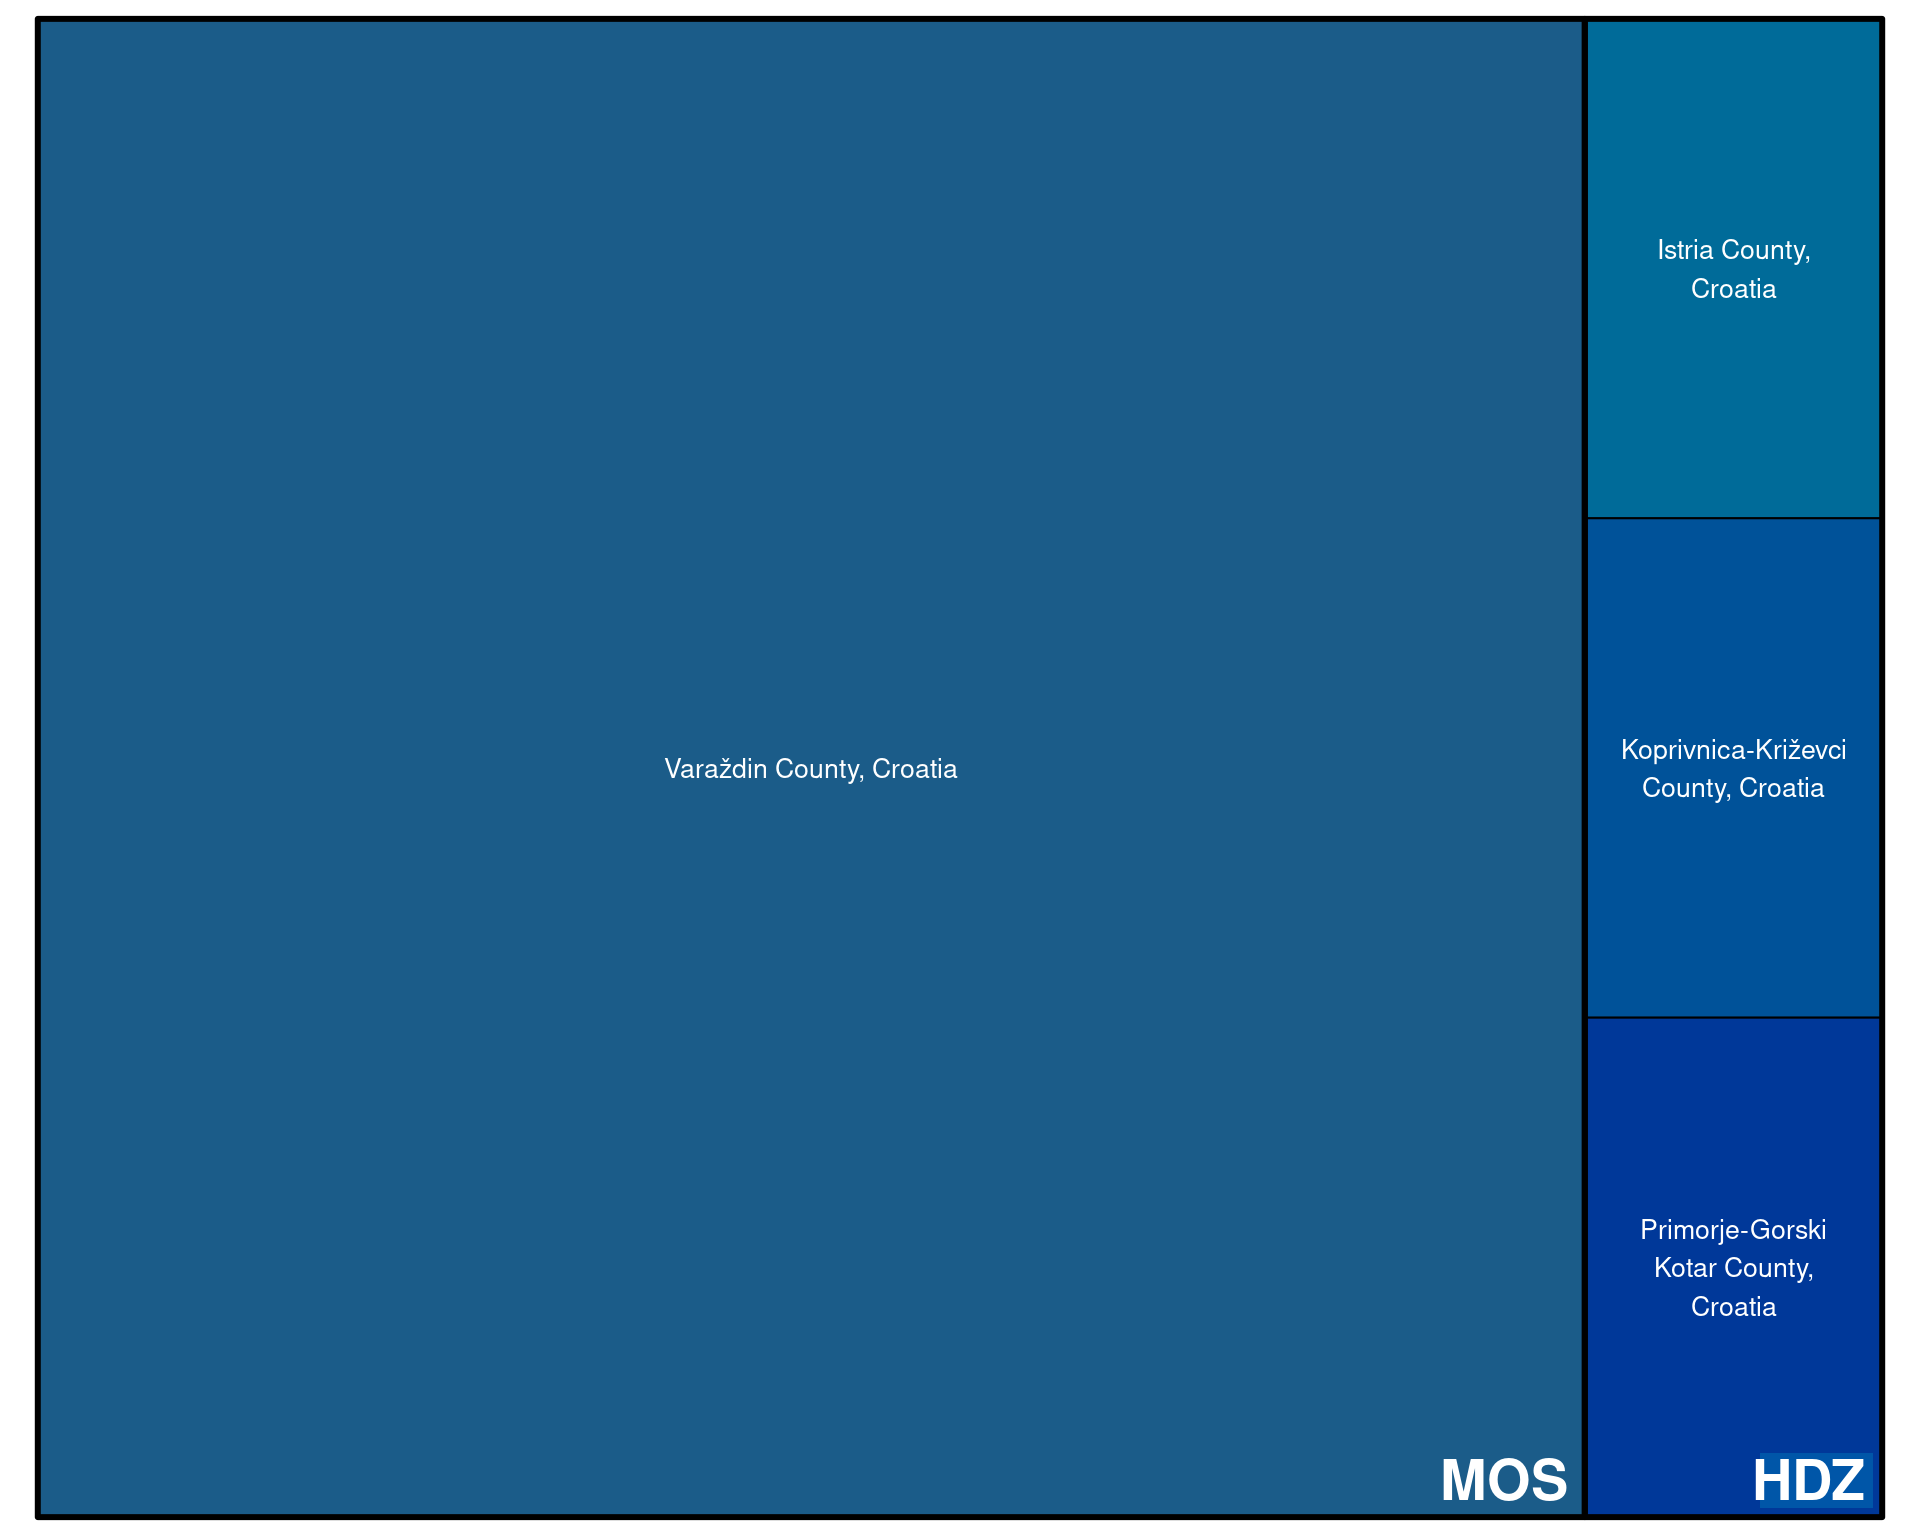 Varaždin County, Croatia
MOS
Istria County,
Croatia
Koprivnica-Križevci
County, Croatia
Primorje-Gorski
Kotar County,
Croatia
HDZ